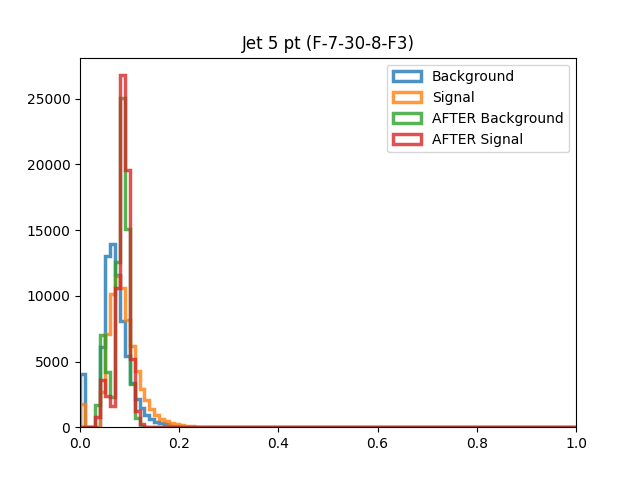 Jet 5 pt (F-7-30-8-F3)
Background
Signal
AFTER Background
AFTER Signal
25000
20000
15000
10000
5000
0
0.0 0.2 0.4 0.6 0.8 1.0